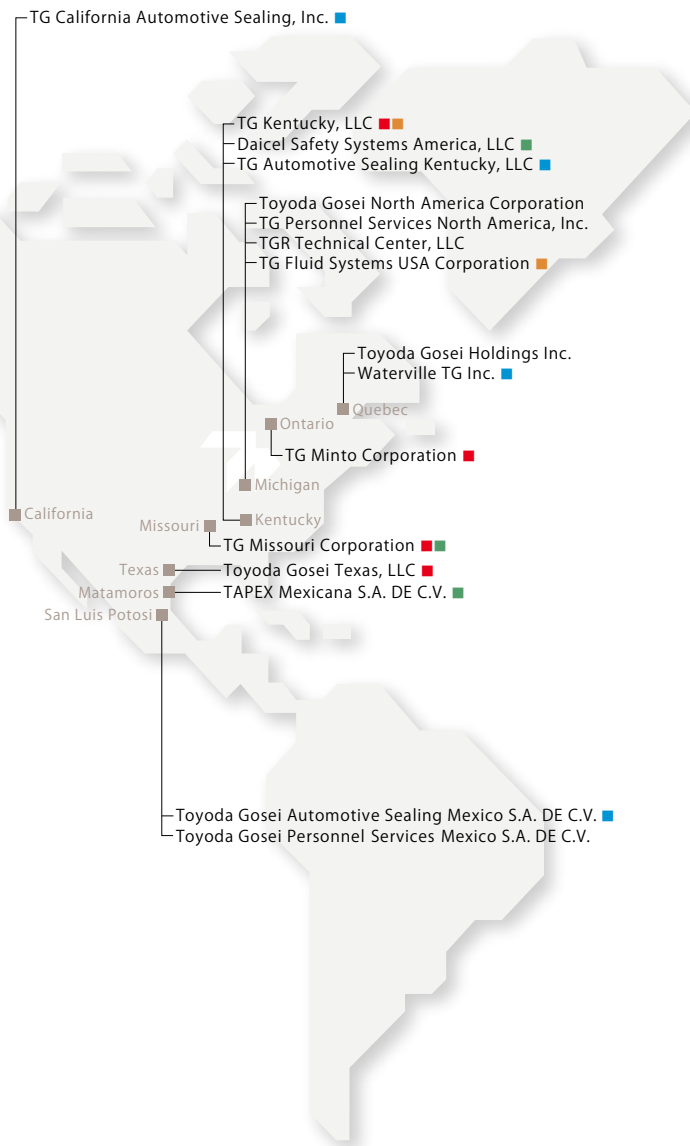 TG California Automotive Sealing, Inc.
TG Kentucky, LLC
Daicel Safety Systems America, LLC
TG Automotive Sealing Kentucky, LLC
Toyoda Gosei North America Corporation
TG Personnel Services North America, Inc.
TGR Technical Center, LLC
TG Fluid Systems USA Corporation
Toyoda Gosei Holdings Inc.
Waterville TG Inc.
Quebec
Ontario
TG Minto Corporation
Michigan
California
Missouri
Kentucky
TG Missouri Corporation
Texas
Toyoda Gosei Texas, LLC
Matamoros
TAPEX Mexicana S.A. DE C.V.
San Luis Potosi
Toyoda Gosei Automotive Sealing Mexico S.A. DE C.V.
Toyoda Gosei Personnel Services Mexico S.A. DE C.V.